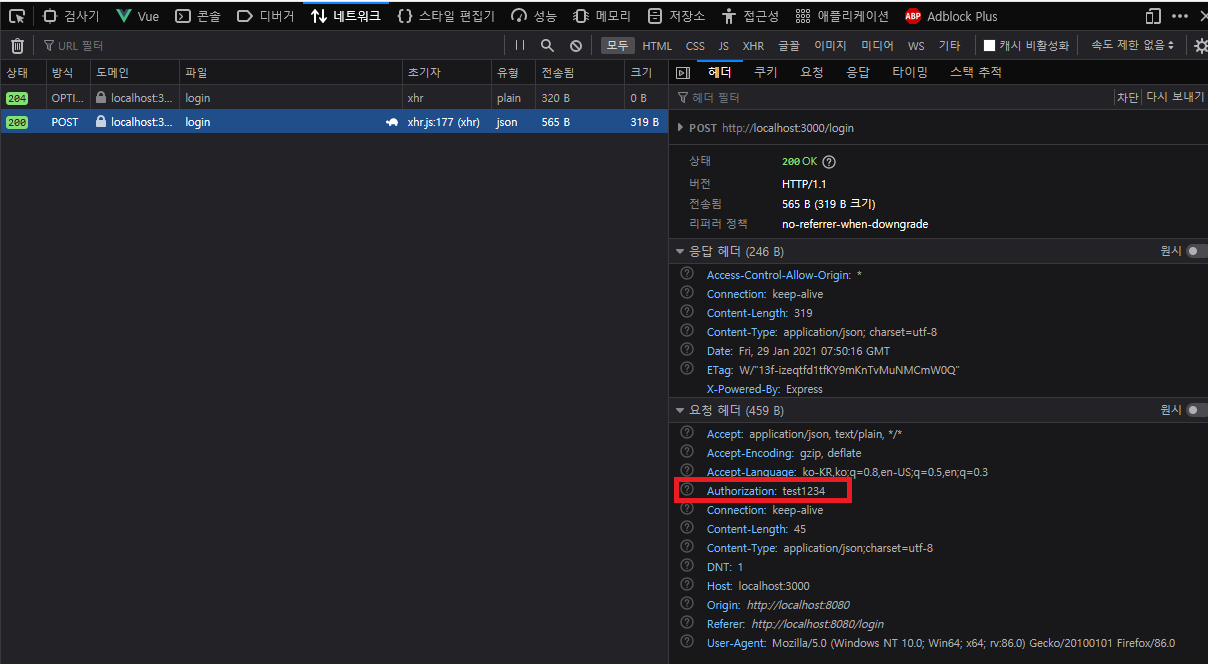 검사기 Vue 콘솔 디버거 네트워크 {} 스타일 편집기 성능 메모리 저장소 접근성 애플리케이션 ABP Adblock Plus
URL 필터 모두 HTML CSS JS XHR 글꼴 이미지 미디어 WS 기타 캐시 비활성화 속도 제한 없음
상태 방식 도메인 파일 초기자 유형 전송됨 크기
204 OPTI... localhost:3... login xhr plain 320 B 0 B
200 POST localhost:3... login xhr.js:177 (xhr) json 565 B 319 B
헤더 쿠키 요청 응답 타이밍 스택 추적
헤더 필터 차단 다시 보내기
POST http://localhost:3000/login
상태 200 OK
버전 HTTP/1.1
전송됨 565 B (319 B 크기)
리퍼러 정책 no-referrer-when-downgrade
응답 헤더 (246 B) 원시
Access-Control-Allow-Origin: *
Connection: keep-alive
Content-Length: 319
Content-Type: application/json; charset=utf-8
Date: Fri, 29 Jan 2021 07:50:16 GMT
ETag: W/"13f-izeqtfd1tfKY9mKnTvMuNMCmW0Q"
X-Powered-By: Express
요청 헤더 (459 B) 원시
Accept: application/json, text/plain, */*
Accept-Encoding: gzip, deflate
Accept-Language: ko-KR,ko;q=0.8,en-US;q=0.5,en;q=0.3
Authorization: test1234
Connection: keep-alive
Content-Length: 45
Content-Type: application/json;charset=utf-8
DNT: 1
Host: localhost:3000
Origin: http://localhost:8080
Referer: http://localhost:8080/login
User-Agent: Mozilla/5.0 (Windows NT 10.0; Win64; x64; rv:86.0) Gecko/20100101 Firefox/86.0